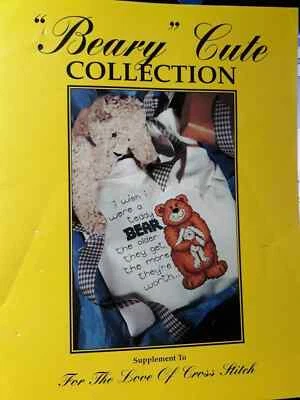 "Beary" Cute
COLLECTION
I wish i
were a
teddy
BEAR
the older
they get
the more
they're
worth...
Supplement To
For The Love Of Cross Stitch